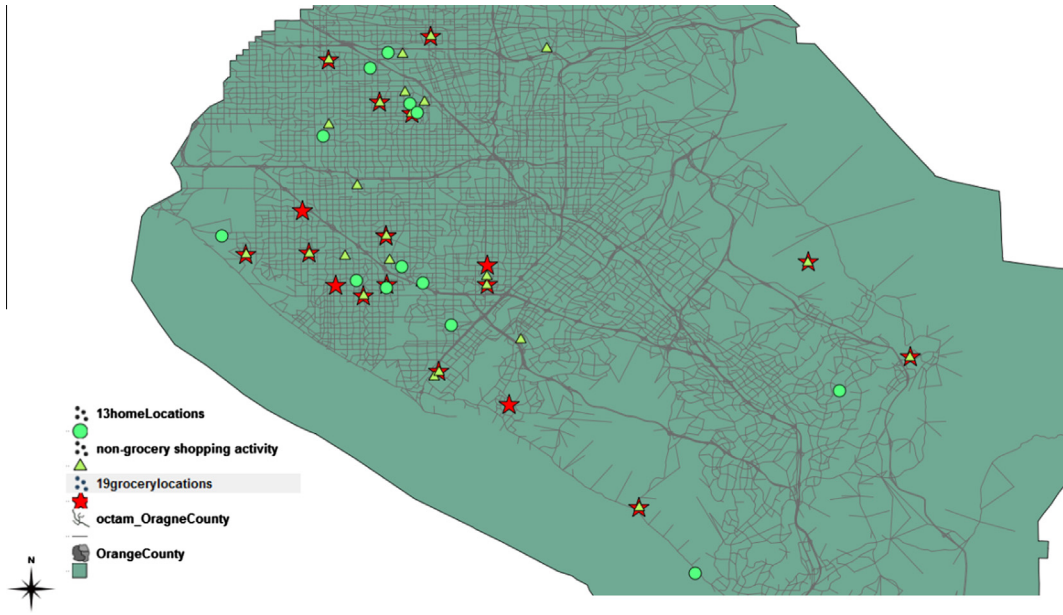 13homeLocations
non-grocery shopping activity
19grocerylocations
octam_OragneCounty
OrangeCounty
N